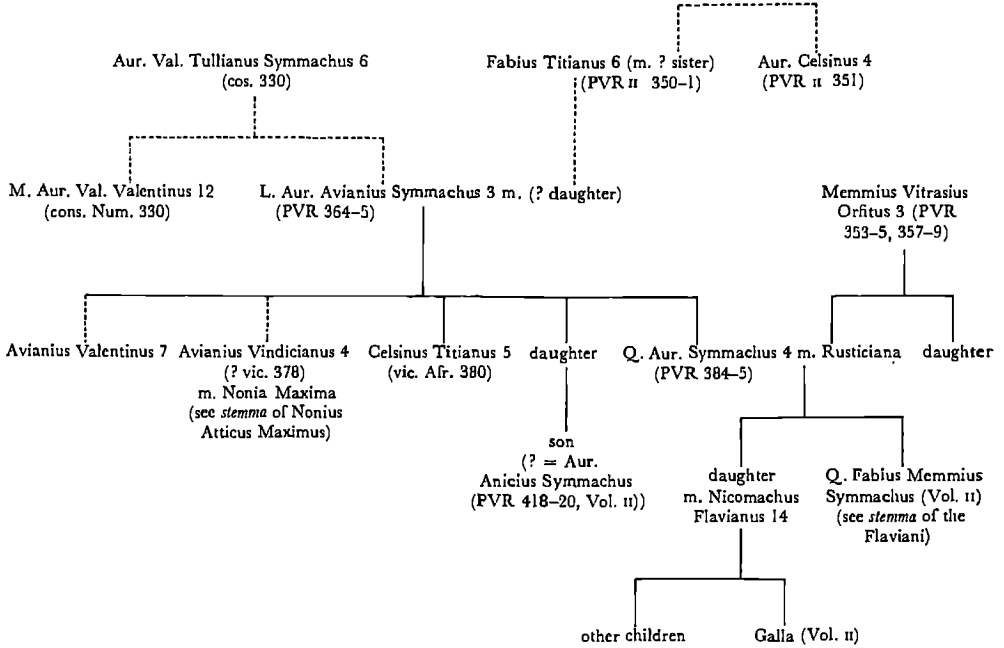 Aur. Val. Tullianus Symmachus 6
(cos. 330)
Fabius Titianus 6 (m. ? sister)
(PVR II 350–1)
Aur. Celsinus 4
(PVR II 351)
M. Aur. Val. Valentinus 12
(cons. Num. 330)
L. Aur. Avianius Symmachus 3 m. (? daughter)
(PVR 364–5)
Memmius Vitrasius
Orfitus 3 (PVR
353–5, 357–9)
Avianius Valentinus 7
Avianius Vindicianus 4
(? vic. 378)
m. Nonia Maxima
(see stemma of Nonius
Atticus Maximus)
Celsinus Titianus 5
(vic. Afr. 380)
daughter
Q. Aur. Symmachus 4 m. Rusticiana
(PVR 384–5)
daughter
son
(? = Aur.
Anicius Symmachus
(PVR 418–20, Vol. II))
daughter
m. Nicomachus
Flavianus 14
Q. Fabius Memmius
Symmachus (Vol. II)
(see stemma of the
Flaviani)
other children
Galla (Vol. II)